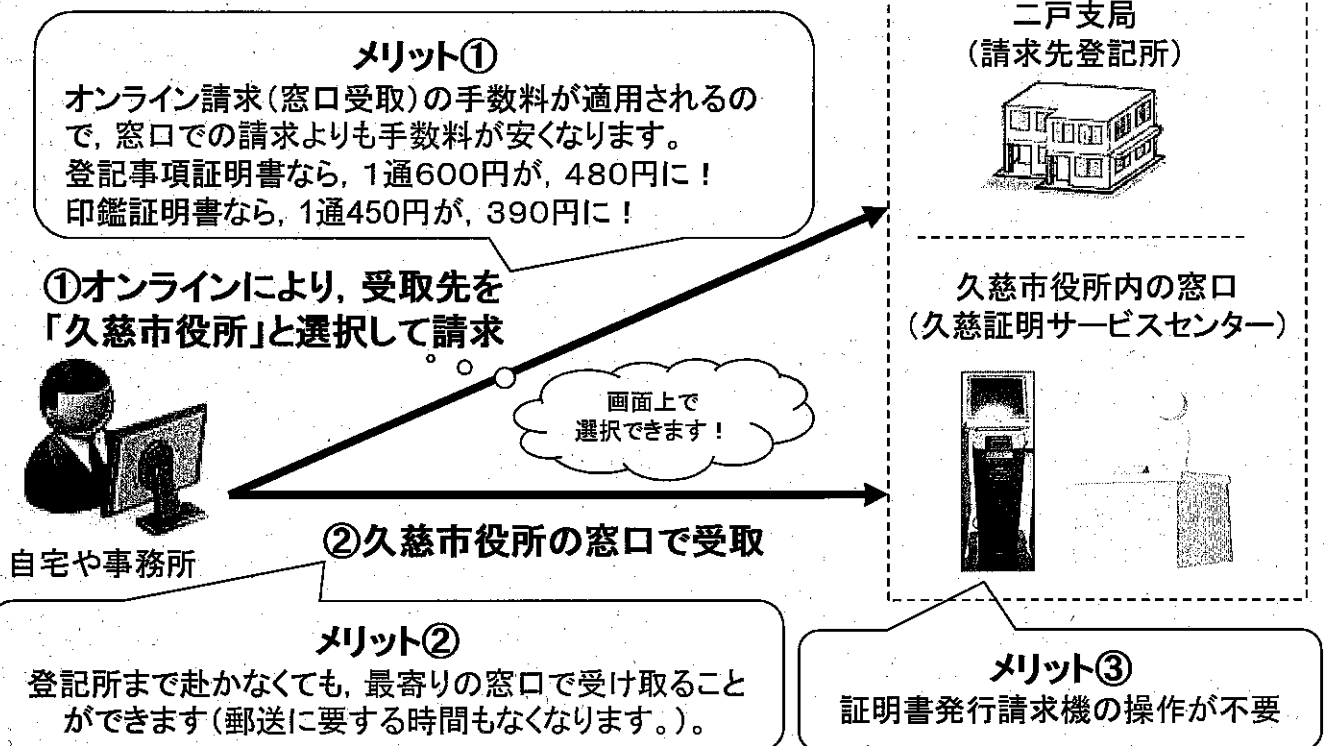 二戸支局
(請求先登記所)
メリット①
オンライン請求(窓口受取)の手数料が適用されるの
で,窓口での請求よりも手数料が安くなります。
登記事項証明書なら,1通600円が,480円に!
印鑑証明書なら,1通450円が,390円に!
①オンラインにより,受取先を
「久慈市役所」と選択して請求
画面上で
選択できます!
久慈市役所内の窓口
(久慈証明サービスセンター)
自宅や事務所
②久慈市役所の窓口で受取
メリット②
登記所まで赴かなくても,最寄りの窓口で受け取ること
ができます(郵送に要する時間もなくなります。)。
メリット③
証明書発行請求機の操作が不要